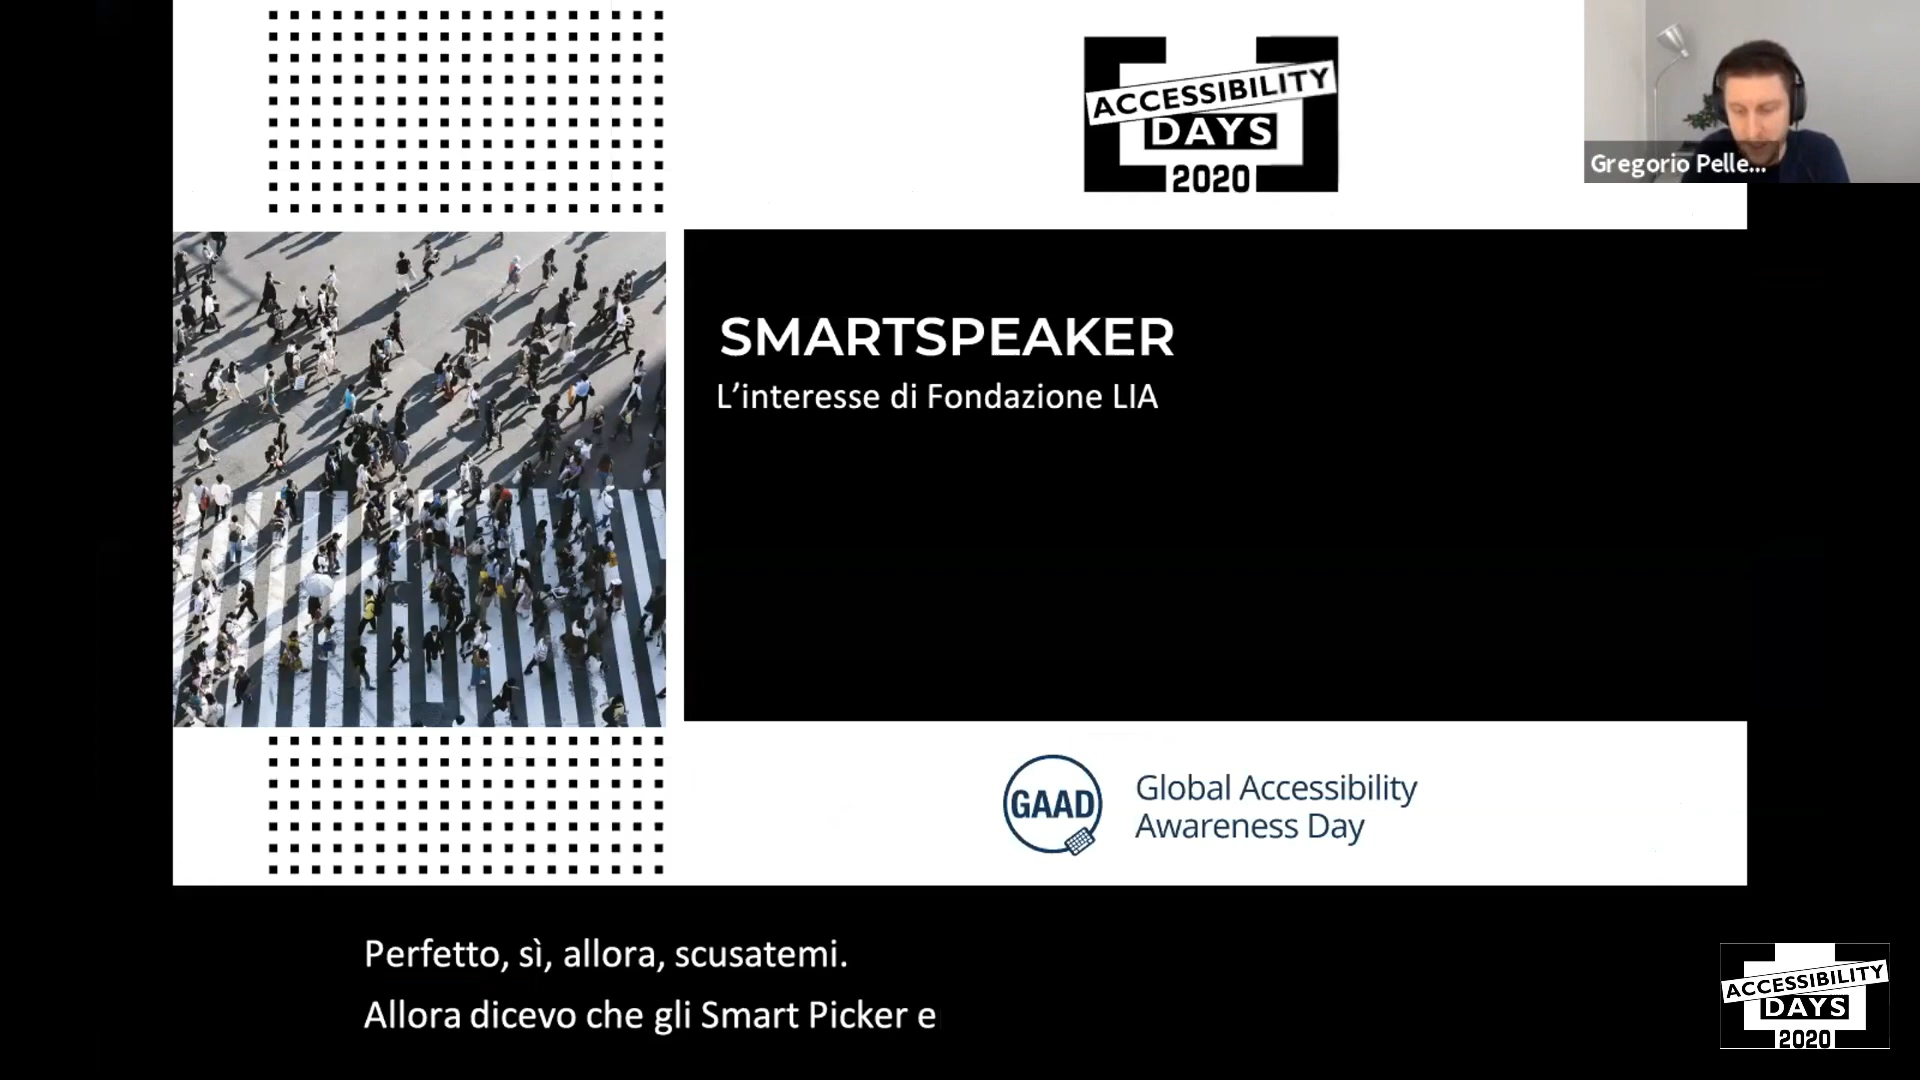 ACCESSIBILITY
DAYS
2020
Gregorio Pelle...
SMARTSPEAKER
L’interesse di Fondazione LIA
GAAD
Global Accessibility
Awareness Day
Perfetto, sì, allora, scusatemi.
Allora dicevo che gli Smart Picker e
ACCESSIBILITY
DAYS
2020